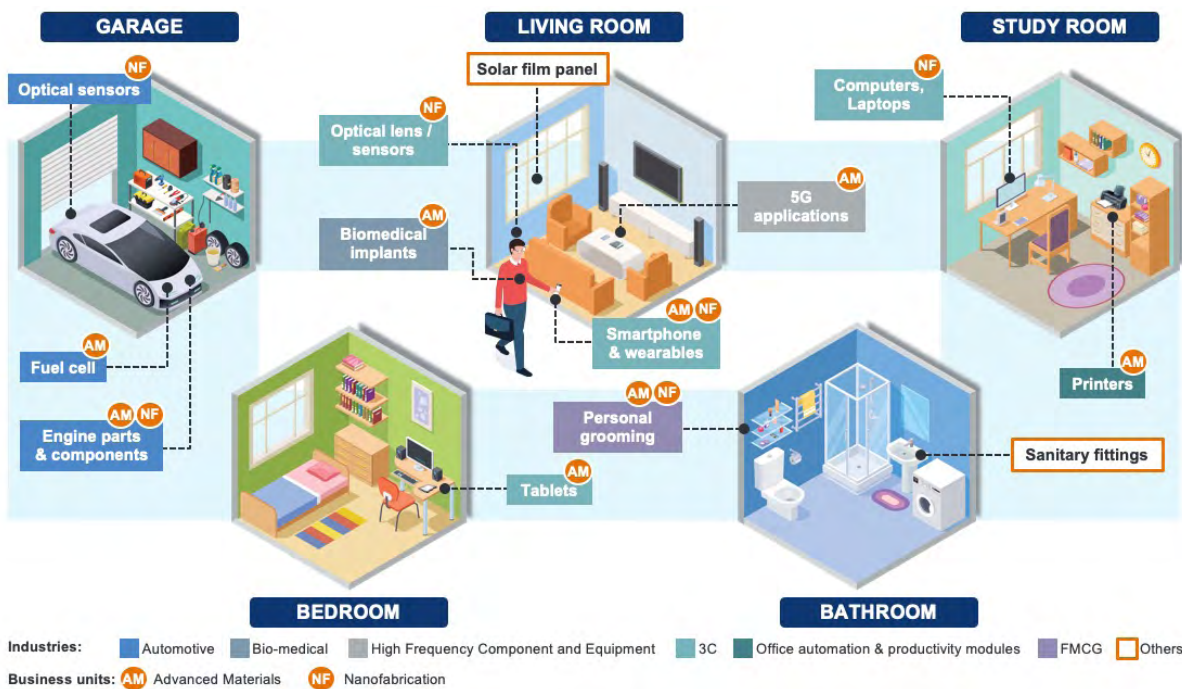 GARAGE
LIVING ROOM
STUDY ROOM
NF
Optical sensors
Solar film panel
NF
Optical lens /
sensors
NF
Computers,
Laptops
AM
Biomedical
implants
AM
5G
applications
AM NF
Smartphone
& wearables
AM
Fuel cell
AM
Printers
AM NF
Engine parts
& components
AM NF
Personal
grooming
Sanitary fittings
AM
Tablets
BEDROOM
BATHROOM
Industries: Automotive Bio-medical High Frequency Component and Equipment 3C Office automation & productivity modules FMCG Others
Business units: AM Advanced Materials NF Nanofabrication